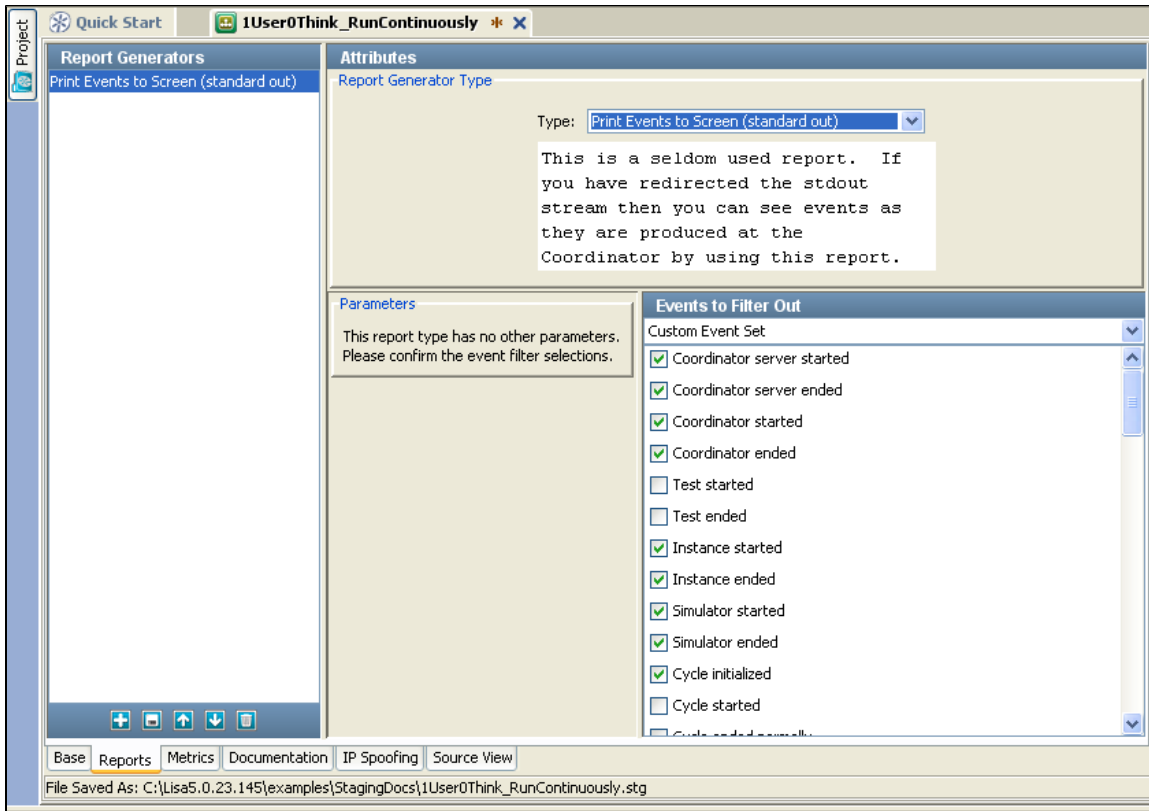 Project
Quick Start
1User0Think_RunContinuously *
Report Generators
Print Events to Screen (standard out)
Attributes
Report Generator Type
Type: Print Events to Screen (standard out)
This is a seldom used report. If
you have redirected the stdout
stream then you can see events as
they are produced at the
Coordinator by using this report.
Parameters
This report type has no other parameters.
Please confirm the event filter selections.
Events to Filter Out
Custom Event Set
Coordinator server started
Coordinator server ended
Coordinator started
Coordinator ended
Test started
Test ended
Instance started
Instance ended
Simulator started
Simulator ended
Cycle initialized
Cycle started
Cycle ended normally
Base
Reports
Metrics
Documentation
IP Spoofing
Source View
File Saved As: C:\Lisa5.0.23.145\examples\StagingDocs\1User0Think_RunContinuously.stg